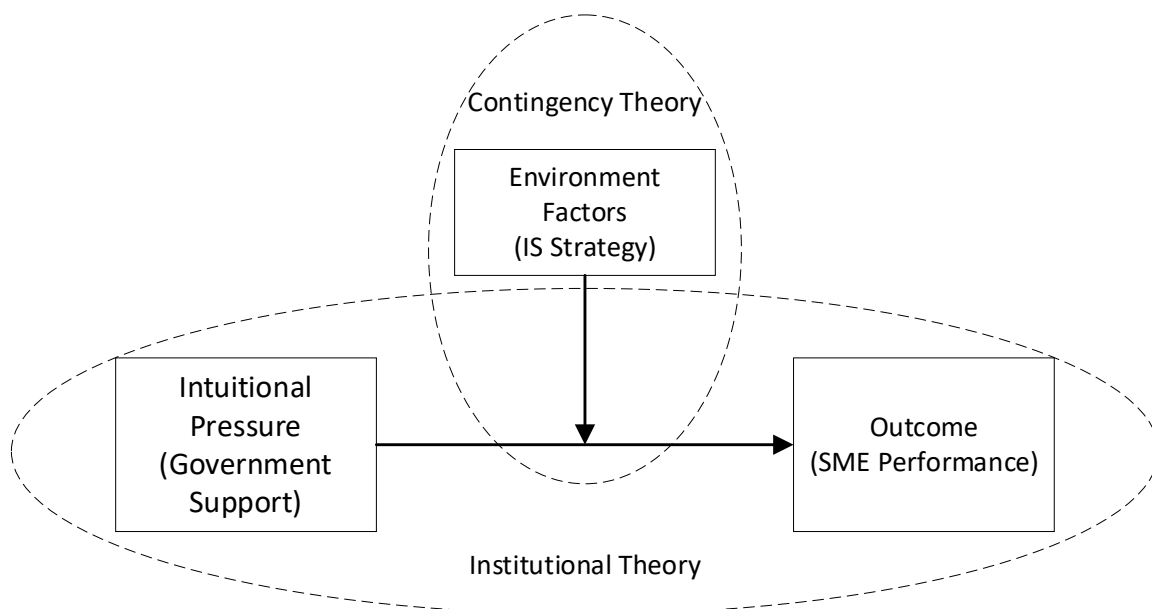 Contingency Theory
Environment
Factors
(IS Strategy)
Intuitional
Pressure
(Government
Support)
Outcome
(SME Performance)
Institutional Theory